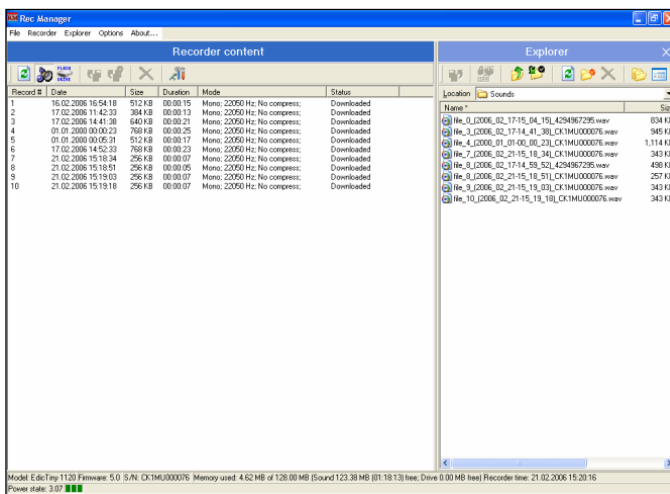 Rec Manager
File Recorder Explorer Options About...
Recorder content
Explorer
Record # Date Size Duration Mode Status
1 16.02.2006 16:54:18 512 KB 00:00:15 Mono; 22050 Hz; No compress; Downloaded
2 17.02.2006 11:42:33 384 KB 00:00:13 Mono; 22050 Hz; No compress; Downloaded
3 17.02.2006 14:41:38 640 KB 00:00:21 Mono; 22050 Hz; No compress; Downloaded
4 01.01.2000 00:00:23 768 KB 00:00:25 Mono; 22050 Hz; No compress; Downloaded
5 01.01.2000 00:05:31 512 KB 00:00:17 Mono; 22050 Hz; No compress; Downloaded
6 17.02.2006 14:52:33 768 KB 00:00:23 Mono; 22050 Hz; No compress; Downloaded
7 21.02.2006 15:18:34 256 KB 00:00:07 Mono; 22050 Hz; No compress; Downloaded
8 21.02.2006 15:18:51 256 KB 00:00:05 Mono; 22050 Hz; No compress; Downloaded
9 21.02.2006 15:19:03 256 KB 00:00:07 Mono; 22050 Hz; No compress; Downloaded
10 21.02.2006 15:19:18 256 KB 00:00:07 Mono; 22050 Hz; No compress; Downloaded
Location Sounds
Name Siz
file_0_(2006_02_17-15_04_15)_4294967295.wav 834 K
file_3_(2006_02_17-14_41_38)_CK1MU000076.wav 945 K
file_4_(2000_01_01-00_00_23)_CK1MU000076.wav 1,114 K
file_7_(2006_02_21-15_18_34)_CK1MU000076.wav 343 K
file_8_(2006_02_17-14_59_52)_4294967295.wav 498 K
file_8_(2006_02_21-15_18_51)_CK1MU000076.wav 257 K
file_9_(2006_02_21-15_19_03)_CK1MU000076.wav 343 K
file_10_(2006_02_21-15_19_18)_CK1MU000076.wav 343 K
Model: EdicTiny 1120 Firmware: 5.0 S/N: CK1MU000076 Memory used: 4.62 MB of 128.00 MB (Sound 123.38 MB (01:18:13) free; Drive 0.00 MB free) Recorder time: 21.02.2006 15:20:16
Power state: 3.07